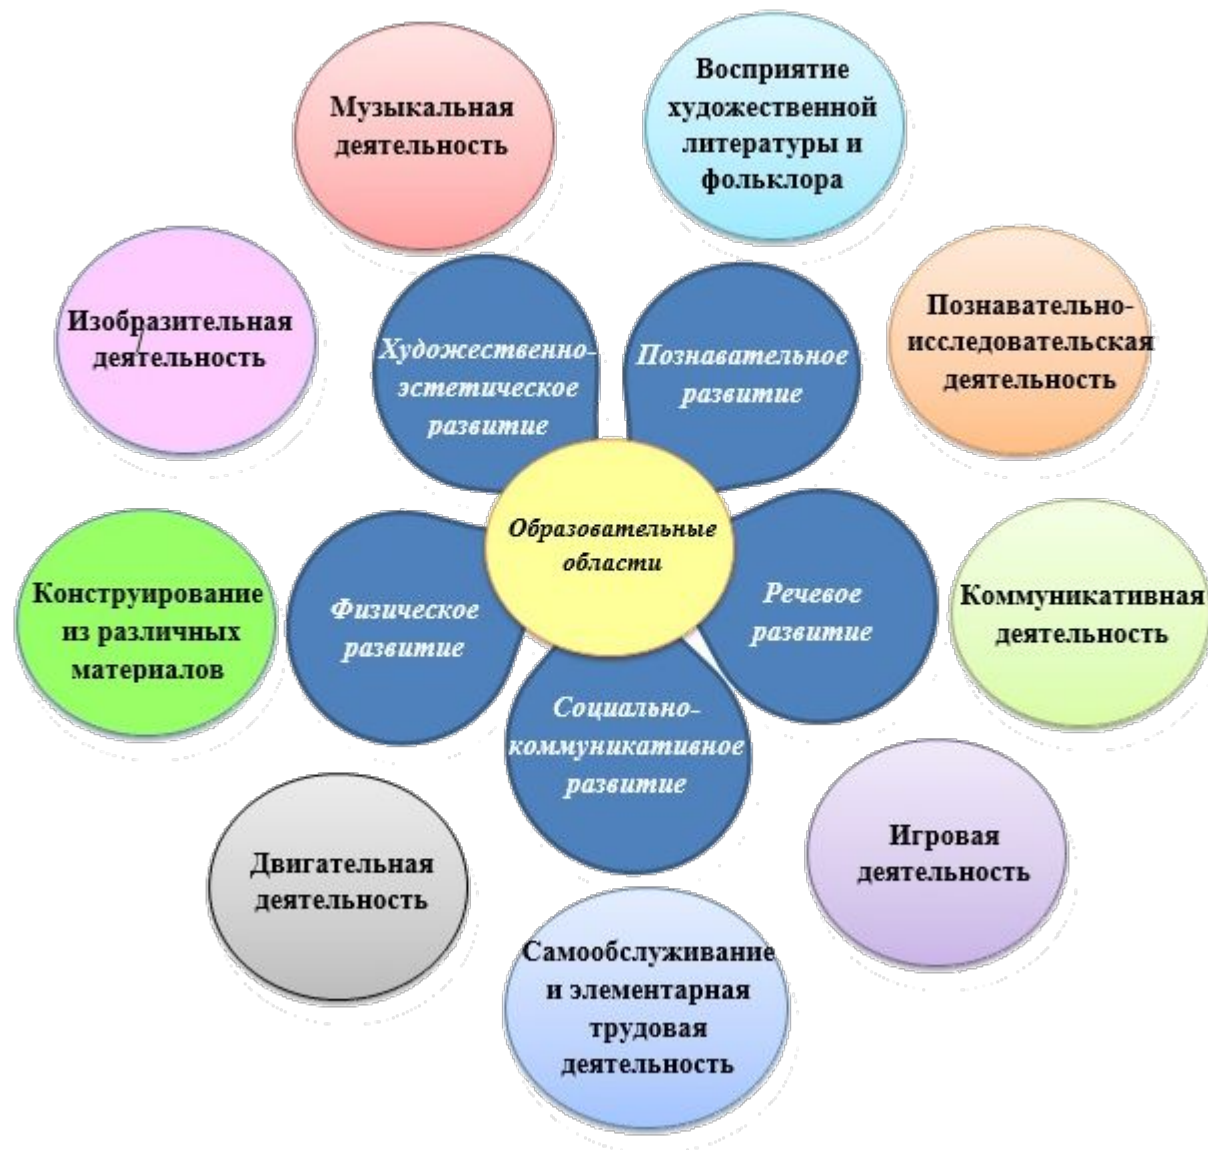 Музыкальная
деятельность
Восприятие
художественной
литературы и
фольклора
Изобразительная
деятельность
Познавательно-
исследовательская
деятельность
Художественно-
эстетическое
развитие
Познавательное
развитие
Образовательные
области
Конструирование
из различных
материалов
Физическое
развитие
Речевое
развитие
Коммуникативная
деятельность
Социально-
коммуникативное
развитие
Двигательная
деятельность
Игровая
деятельность
Самообслуживание
и элементарная
трудовая
деятельность